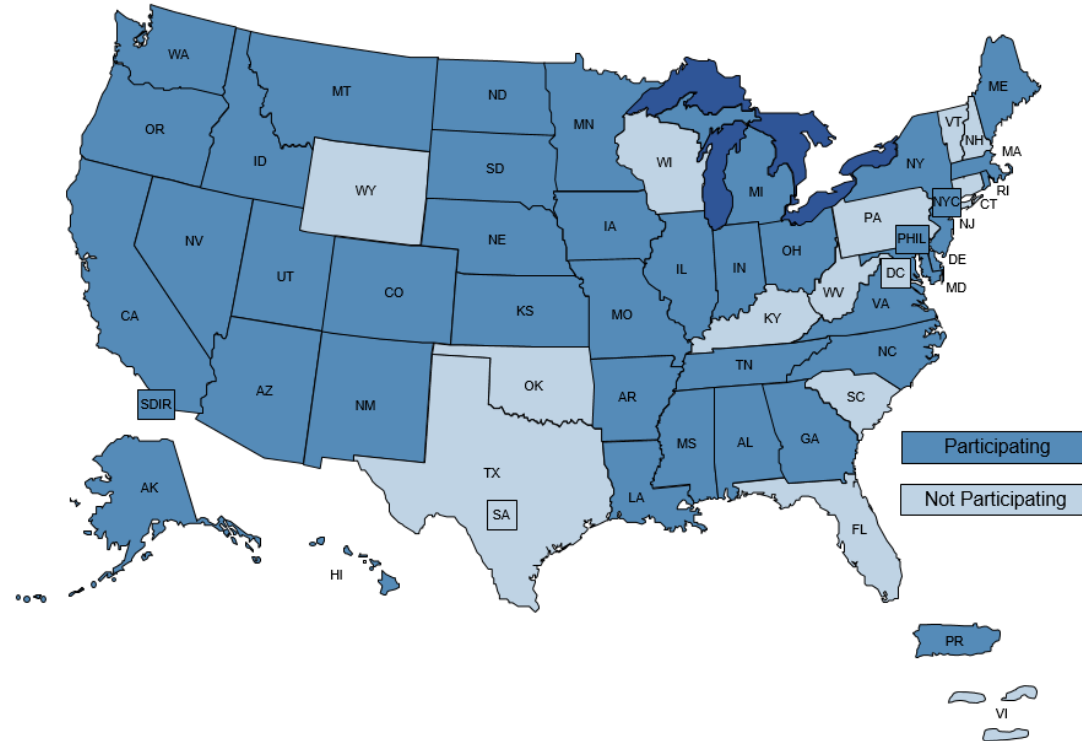 WA
MT
ND
MN
ME
OR
ID
SD
WI
VT
NH
NY
MA
WY
MI
RI
NYC
CT
NV
NE
IA
PA
NJ
UT
PHIL
OH
IL
IN
DE
CO
DC
WV
MD
CA
KS
MO
VA
KY
NC
TN
AZ
OK
NM
AR
SC
SDIR
MS
AL
GA
Participating
TX
AK
LA
Not Participating
SA
FL
HI
PR
VI